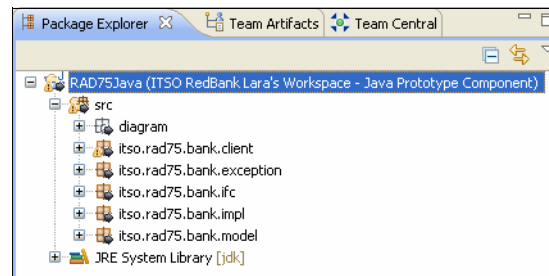 Package Explorer Team Artifacts Team Central
RAD75Java (ITSO RedBank Lara's Workspace - Java Prototype Component)
src
diagram
itso.rad75.bank.client
itso.rad75.bank.exception
itso.rad75.bank.ifc
itso.rad75.bank.impl
itso.rad75.bank.model
JRE System Library [jdk]